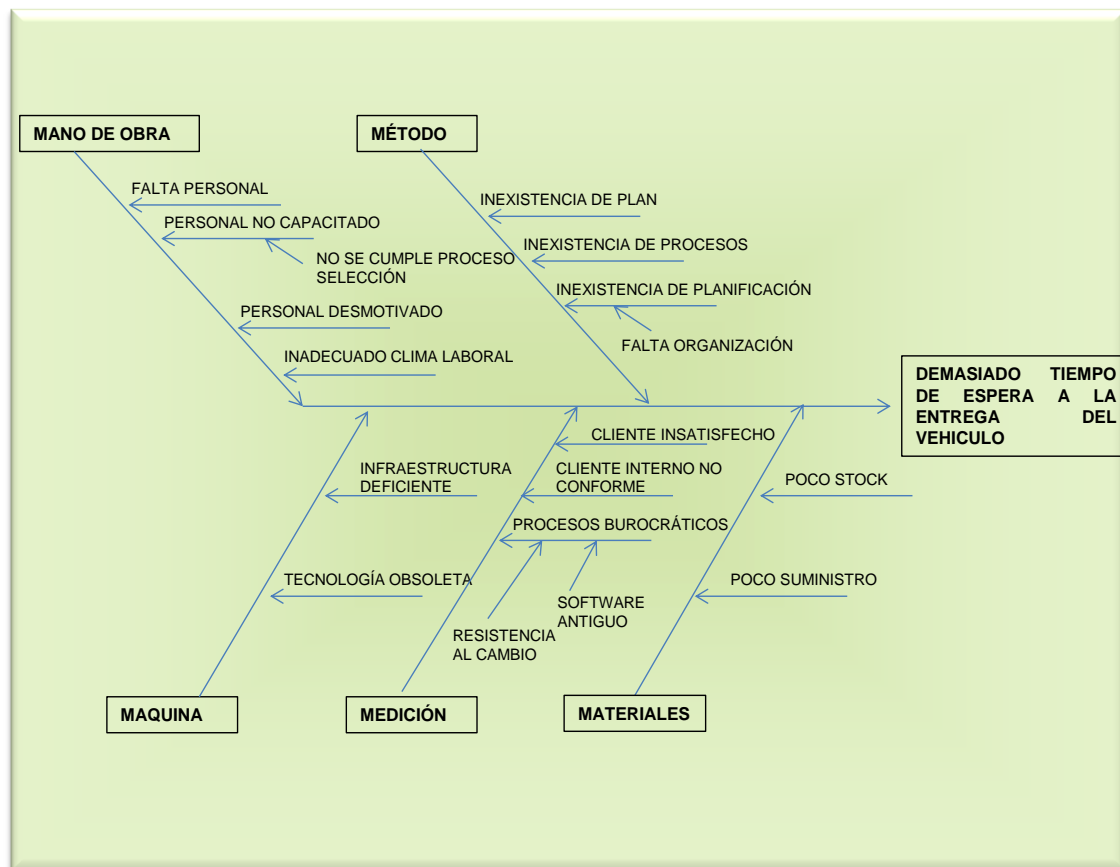 MANO DE OBRA
MÉTODO
FALTA PERSONAL
PERSONAL NO CAPACITADO
NO SE CUMPLE PROCESO
SELECCIÓN
PERSONAL DESMOTIVADO
INADECUADO CLIMA LABORAL
INEXISTENCIA DE PLAN
INEXISTENCIA DE PROCESOS
INEXISTENCIA DE PLANIFICACIÓN
FALTA ORGANIZACIÓN
DEMASIADO TIEMPO
DE ESPERA A LA
ENTREGA DEL
VEHICULO
INFRAESTRUCTURA
DEFICIENTE
TECNOLOGÍA OBSOLETA
CLIENTE INSATISFECHO
CLIENTE INTERNO NO
CONFORME
PROCESOS BUROCRÁTICOS
SOFTWARE
ANTIGUO
RESISTENCIA
AL CAMBIO
POCO STOCK
POCO SUMINISTRO
MAQUINA
MEDICIÓN
MATERIALES